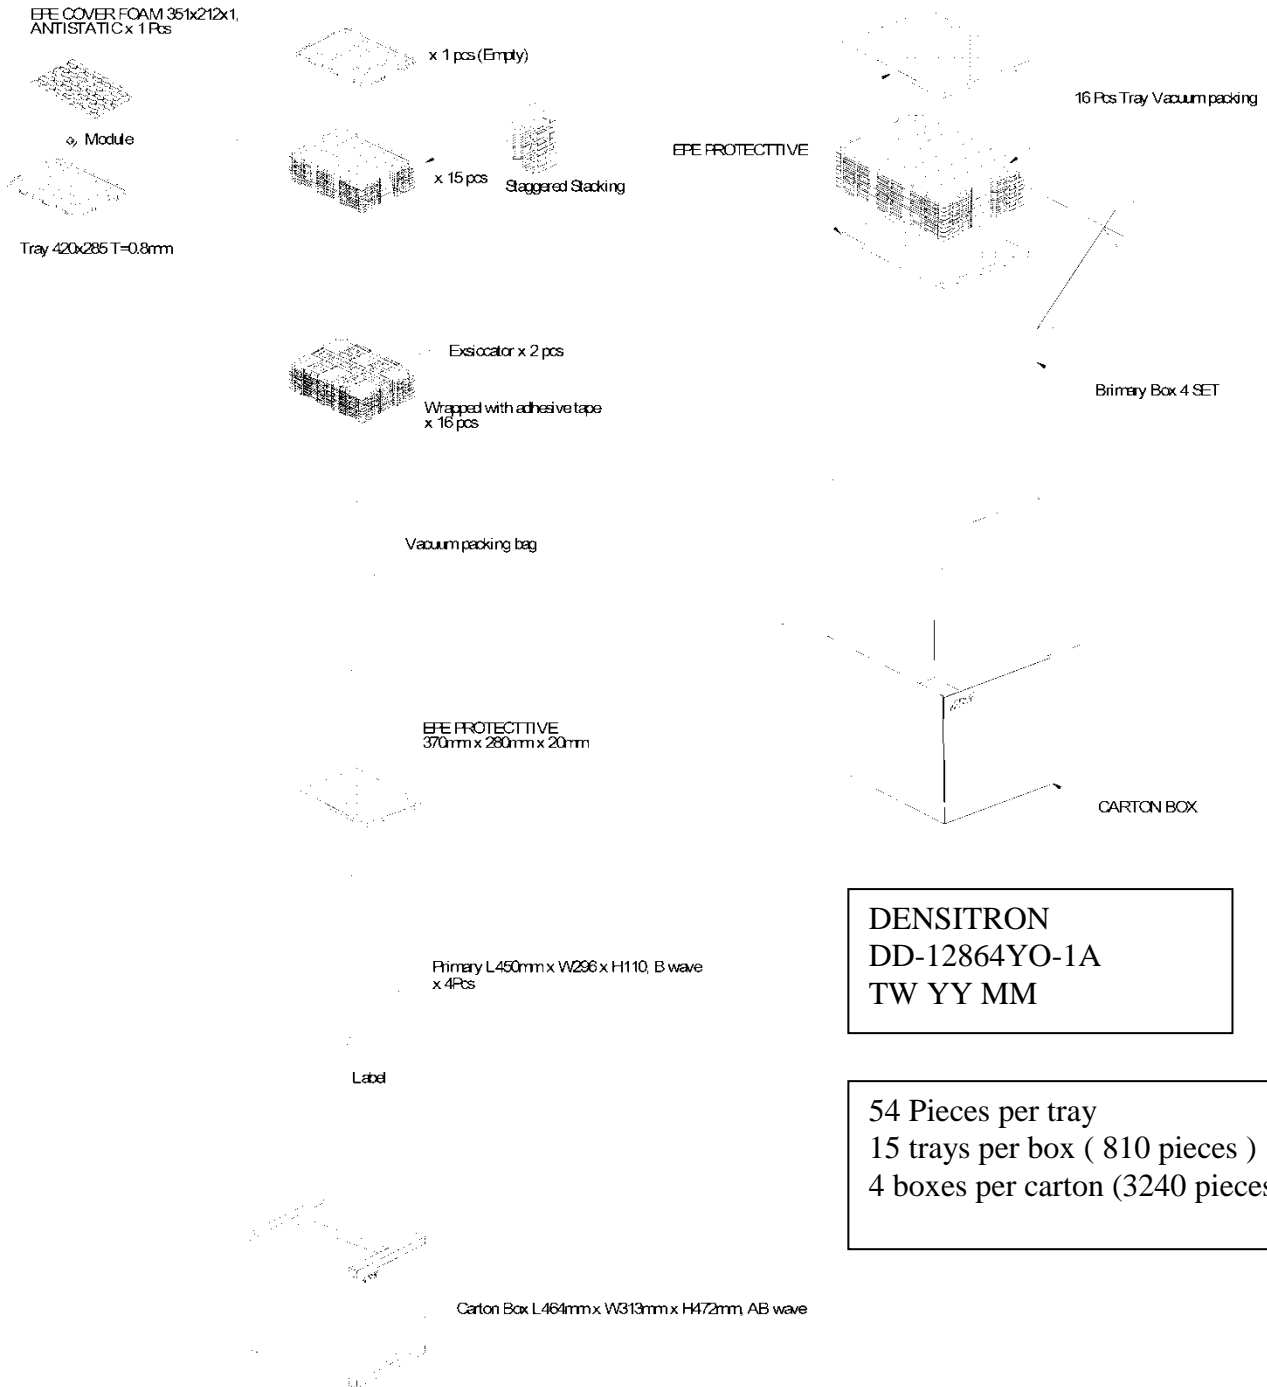 EPE COVER FOAM 351x212x1,
ANTISTATIC x 1 Pcs
x 1 pcs (Empty)
Module
x 15 pcs
Staggered Stacking
Tray 420x285 T=0.8mm
16 Pcs Tray Vacuum packing
EPE PROTECTTIVE
Exsiccator x 2 pcs
Wrapped with adhesive tape
x 16 pcs
Brimary Box 4 SET
Vacuum packing bag
EPE PROTECTTIVE
370mm x 280mm x 20mm
CARTON BOX
Primary L450mm x W296 x H110, B wave
x 4Pcs
Label
DENSITRON
DD-12864YO-1A
TW YY MM
54 Pieces per tray
15 trays per box ( 810 pieces )
4 boxes per carton (3240 pieces
Carton Box L464mm x W313mm x H472mm, AB wave